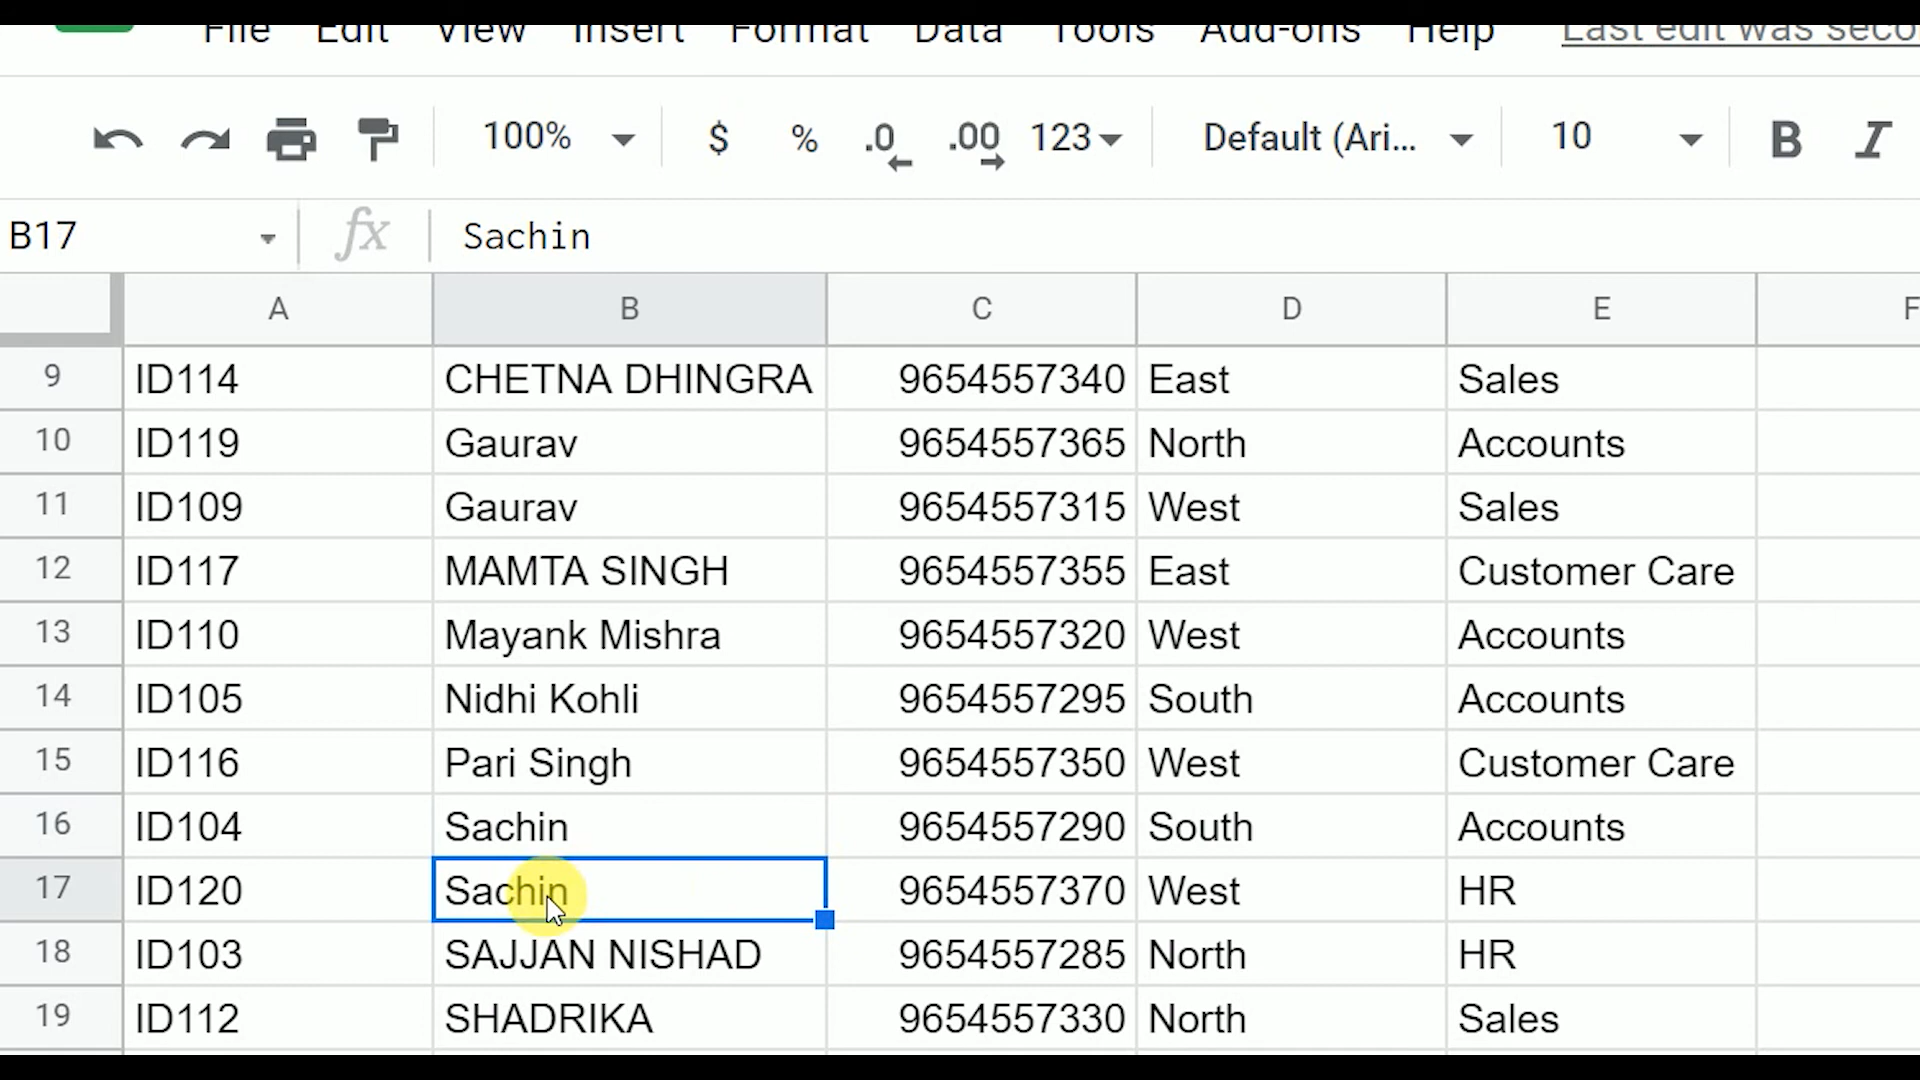 File Edit View Insert Format Data Tools Add-ons Help Last edit was
100% $ % .0 .00 123 Default (Ari... 10 B I
B17 fx Sachin
A B C D E F
9 ID114 CHETNA DHINGRA 9654557340 East Sales
10 ID119 Gaurav 9654557365 North Accounts
11 ID109 Gaurav 9654557315 West Sales
12 ID117 MAMTA SINGH 9654557355 East Customer Care
13 ID110 Mayank Mishra 9654557320 West Accounts
14 ID105 Nidhi Kohli 9654557295 South Accounts
15 ID116 Pari Singh 9654557350 West Customer Care
16 ID104 Sachin 9654557290 South Accounts
17 ID120 Sachin 9654557370 West HR
18 ID103 SAJJAN NISHAD 9654557285 North HR
19 ID112 SHADRIKA 9654557330 North Sales